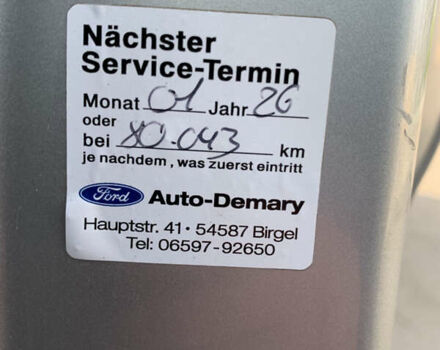 Nächster
Service-Termin
Monat 01 Jahr 26
oder
bei 80.043 km
je nachdem, was zuerst eintritt
Ford Auto-Demary
Hauptstr. 41 · 54587 Birgel
Tel: 06597-92650